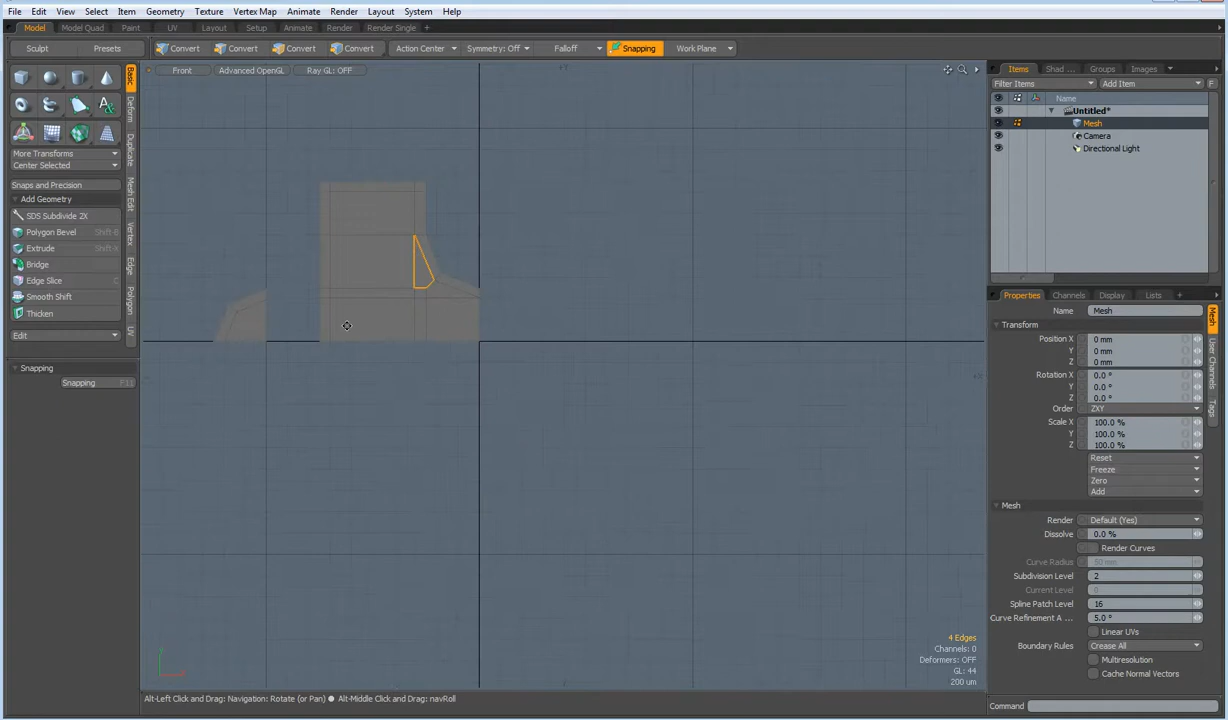 File Edit View Select Item Geometry Texture Vertex Map Animate Render Layout System Help
Model Model Quad Paint UV Layout Setup Animate Render Render Single +
Sculpt Presets Convert Convert Convert Convert Action Center Symmetry: Off Falloff Snapping Work Plane
Front Advanced OpenGL Ray GL: OFF
Basic
Deform
Duplicate
Mesh Edit
Vertex
Edge
Polygon
UV
More Transforms
Center Selected
Snaps and Precision
Add Geometry
SDS Subdivide 2X
Polygon Bevel Shift-B
Extrude Shift-X
Bridge
Edge Slice C
Smooth Shift
Thicken
Edit
Snapping
Snapping F11
4 Edges
Channels: 0
Deformers: OFF
GL: 44
200 um
Alt-Left Click and Drag: Navigation: Rotate (or Pan) ● Alt-Middle Click and Drag: navRoll
Items Shad ... Groups Images
Filter Items Add Item F
Name
Untitled*
Mesh
Camera
Directional Light
Properties Channels Display Lists
Mesh
User Channels
Tags
Name Mesh
Transform
Position X 0 mm
Y 0 mm
Z 0 mm
Rotation X 0.0 °
Y 0.0 °
Z 0.0 °
Order ZXY
Scale X 100.0 %
Y 100.0 %
Z 100.0 %
Reset
Freeze
Zero
Add
Mesh
Render Default (Yes)
Dissolve 0.0 %
Render Curves
Curve Radius 50 mm
Subdivision Level 2
Current Level 0
Spline Patch Level 16
Curve Refinement A ... 5.0 °
Linear UVs
Boundary Rules Crease All
Multiresolution
Cache Normal Vectors
Command